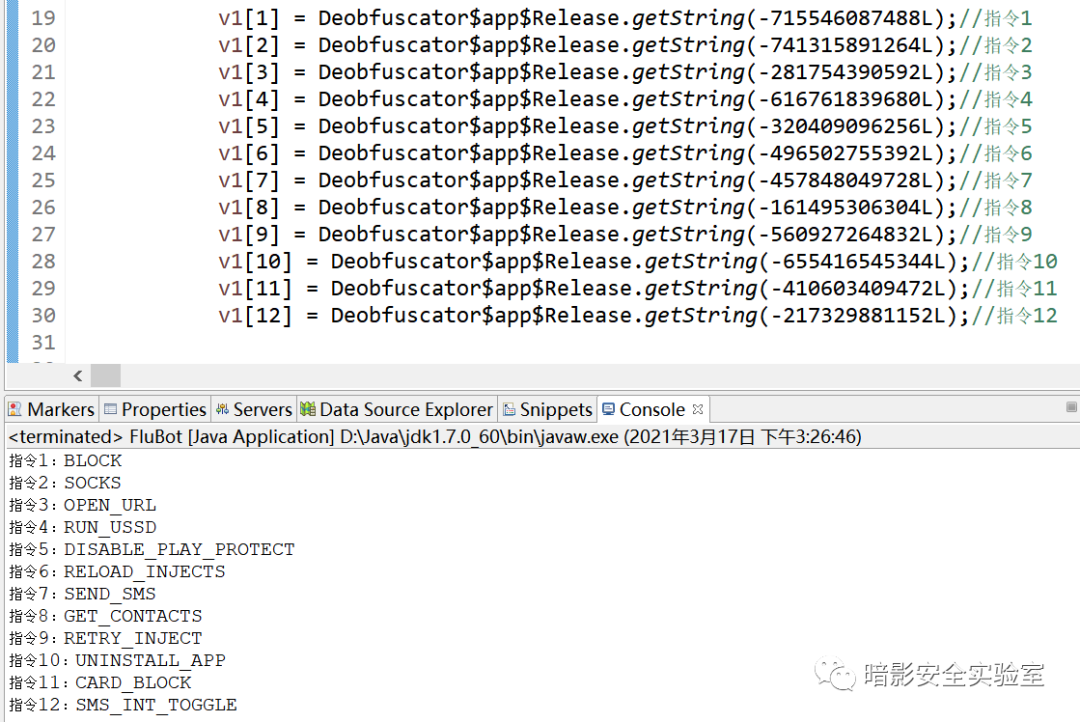 19 v1[1] = Deobfuscator$app$Release.getString(-715546087488L);//指令1
20 v1[2] = Deobfuscator$app$Release.getString(-741315891264L);//指令2
21 v1[3] = Deobfuscator$app$Release.getString(-281754390592L);//指令3
22 v1[4] = Deobfuscator$app$Release.getString(-616761839680L);//指令4
23 v1[5] = Deobfuscator$app$Release.getString(-320409096256L);//指令5
24 v1[6] = Deobfuscator$app$Release.getString(-496502755392L);//指令6
25 v1[7] = Deobfuscator$app$Release.getString(-457848049728L);//指令7
26 v1[8] = Deobfuscator$app$Release.getString(-161495306304L);//指令8
27 v1[9] = Deobfuscator$app$Release.getString(-560927264832L);//指令9
28 v1[10] = Deobfuscator$app$Release.getString(-655416545344L);//指令10
29 v1[11] = Deobfuscator$app$Release.getString(-410603409472L);//指令11
30 v1[12] = Deobfuscator$app$Release.getString(-217329881152L);//指令12
31
Markers Properties Servers Data Source Explorer Snippets Console
<terminated> FluBot [Java Application] D:\Java\jdk1.7.0_60\bin\javaw.exe (2021年3月17日 下午3:26:46)
指令1：BLOCK
指令2：SOCKS
指令3：OPEN_URL
指令4：RUN_USSD
指令5：DISABLE_PLAY_PROTECT
指令6：RELOAD_INJECTS
指令7：SEND_SMS
指令8：GET_CONTACTS
指令9：RETRY_INJECT
指令10：UNINSTALL_APP
指令11：CARD_BLOCK
指令12：SMS_INT_TOGGLE
暗影安全实验室